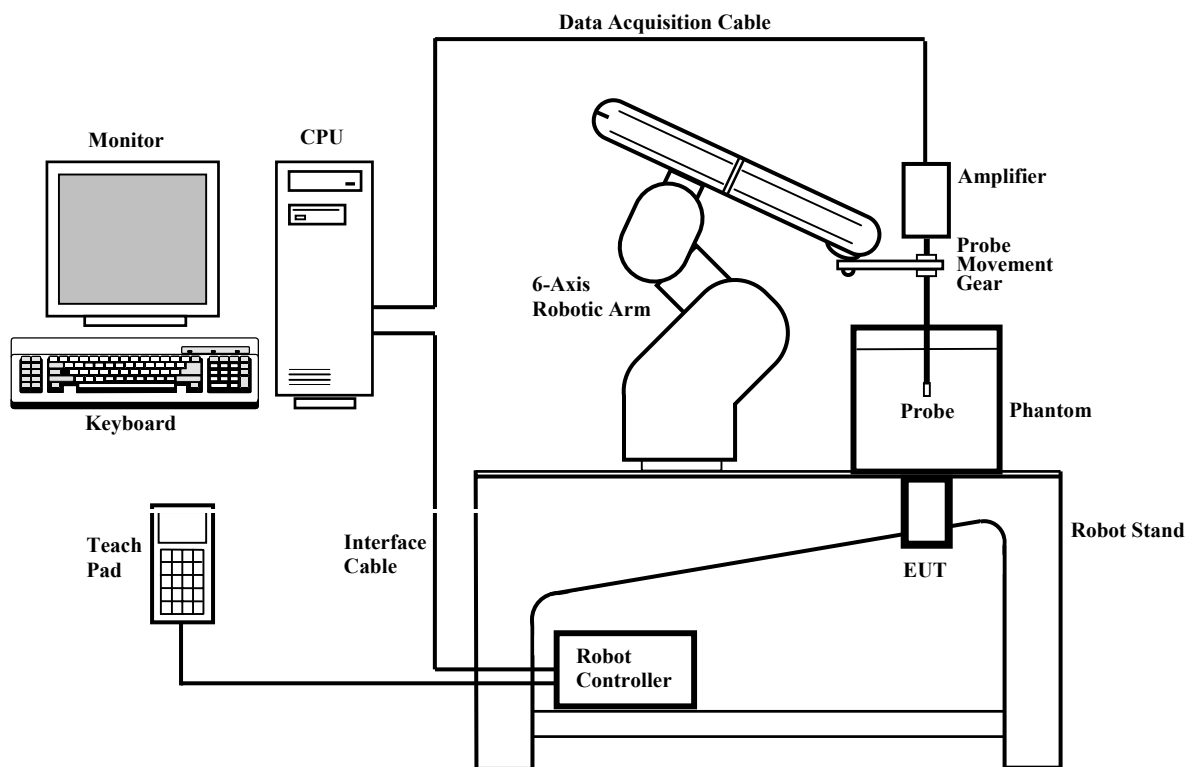 Data Acquisition Cable
Monitor
CPU
Amplifier
Probe
Movement
Gear
6-Axis
Robotic Arm
Keyboard
Probe
Phantom
Teach
Pad
Interface
Cable
EUT
Robot Stand
Robot
Controller